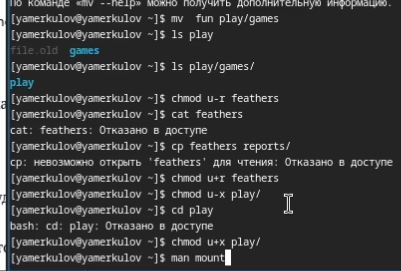 По команде «mv --help» можно получить дополнительную информацию.
[yamerkulov@yamerkulov ~]$ mv  fun play/games
[yamerkulov@yamerkulov ~]$ ls play
file.old  games
[yamerkulov@yamerkulov ~]$ ls play/games/
play
[yamerkulov@yamerkulov ~]$ chmod u-r feathers
[yamerkulov@yamerkulov ~]$ cat feathers
cat: feathers: Отказано в доступе
[yamerkulov@yamerkulov ~]$ cp feathers reports/
cp: невозможно открыть 'feathers' для чтения: Отказано в доступе
[yamerkulov@yamerkulov ~]$ chmod u+r feathers
[yamerkulov@yamerkulov ~]$ chmod u-x play/
[yamerkulov@yamerkulov ~]$ cd play
bash: cd: play: Отказано в доступе
[yamerkulov@yamerkulov ~]$ chmod u+x play/
[yamerkulov@yamerkulov ~]$ man mount